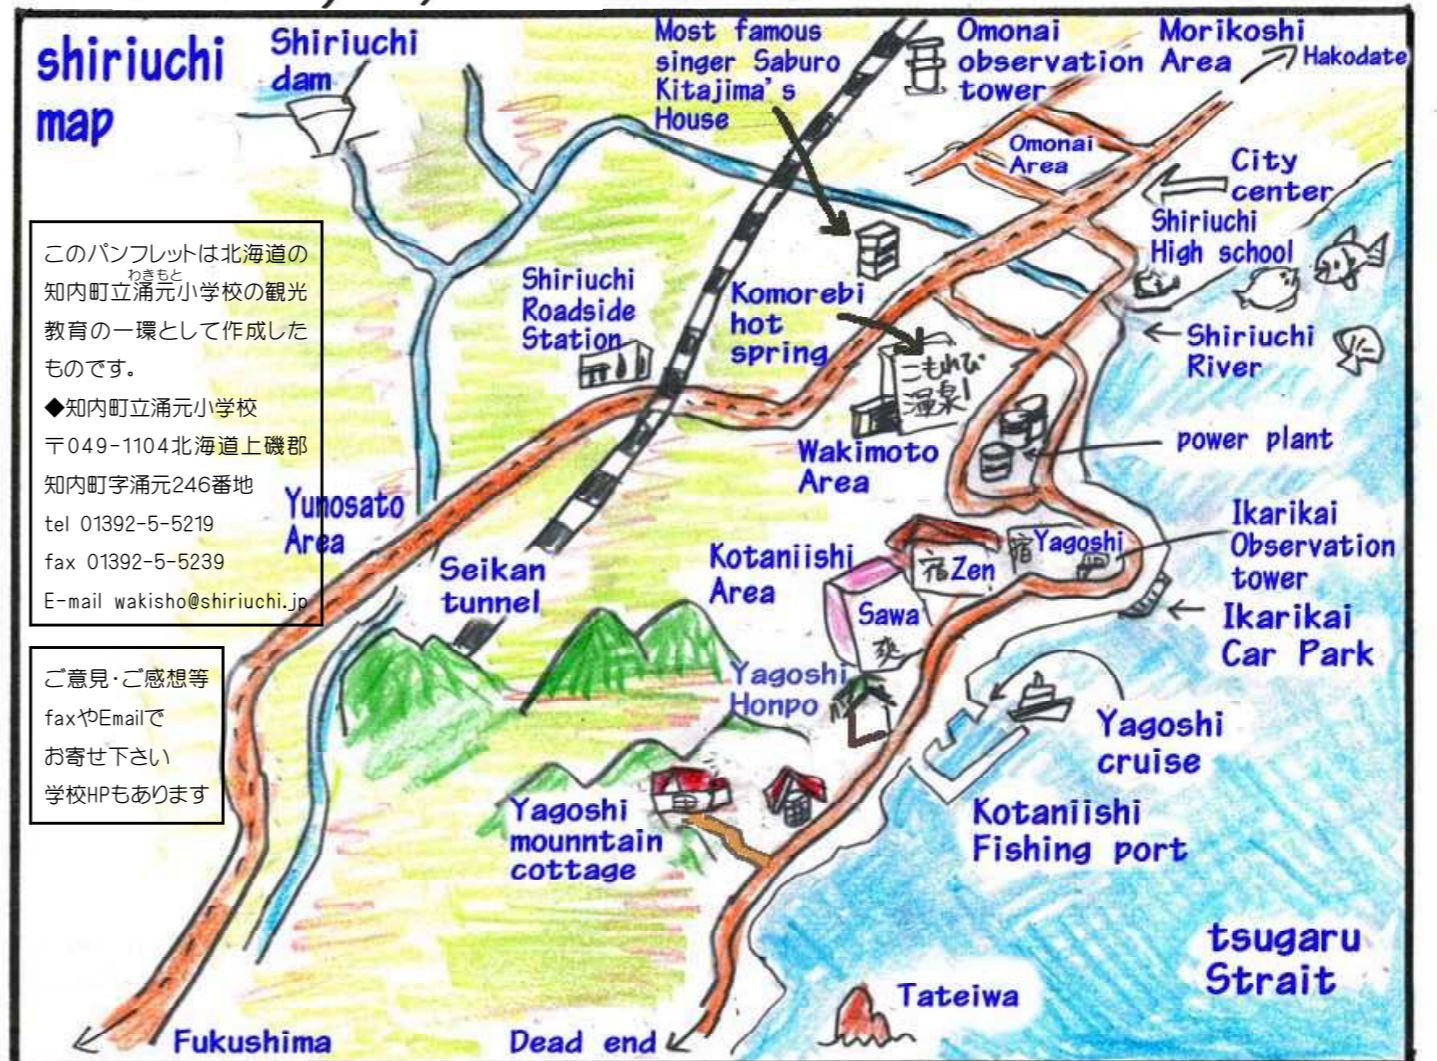 shiriuchi
map
Shiriuchi
dam
Most famous
singer Saburo
Kitajima's
House
Omonai
observation
tower
Morikoshi
Area
Hakodate
Omonai
Area
City
center
Shiriuchi
High school
Shiriuchi
River
このパンフレットは北海道の
わきもと
知内町立涌元小学校の観光
教育の一環として作成した
ものです。
◆知内町立涌元小学校
〒049-1104北海道上磯郡
知内町字涌元246番地
tel 01392-5-5219
fax 01392-5-5239
E-mail wakisho@shiriuchi.jp
Shiriuchi
Roadside
Station
Komorebi
hot
spring
こもれび
温泉
Wakimoto
Area
power plant
Yunosato
Area
Seikan
tunnel
Kotaniishi
Area
宿 Zen
宿 Yagoshi
Sawa
爽
Ikarikai
Observation
tower
Ikarikai
Car Park
ご意見・ご感想等
faxやEmailで
お寄せ下さい
学校HPもあります
Yagoshi
Honpo
Yagoshi
cruise
Yagoshi
mounntain
cottage
Kotaniishi
Fishing port
tsugaru
Strait
Tateiwa
Fukushima
Dead end